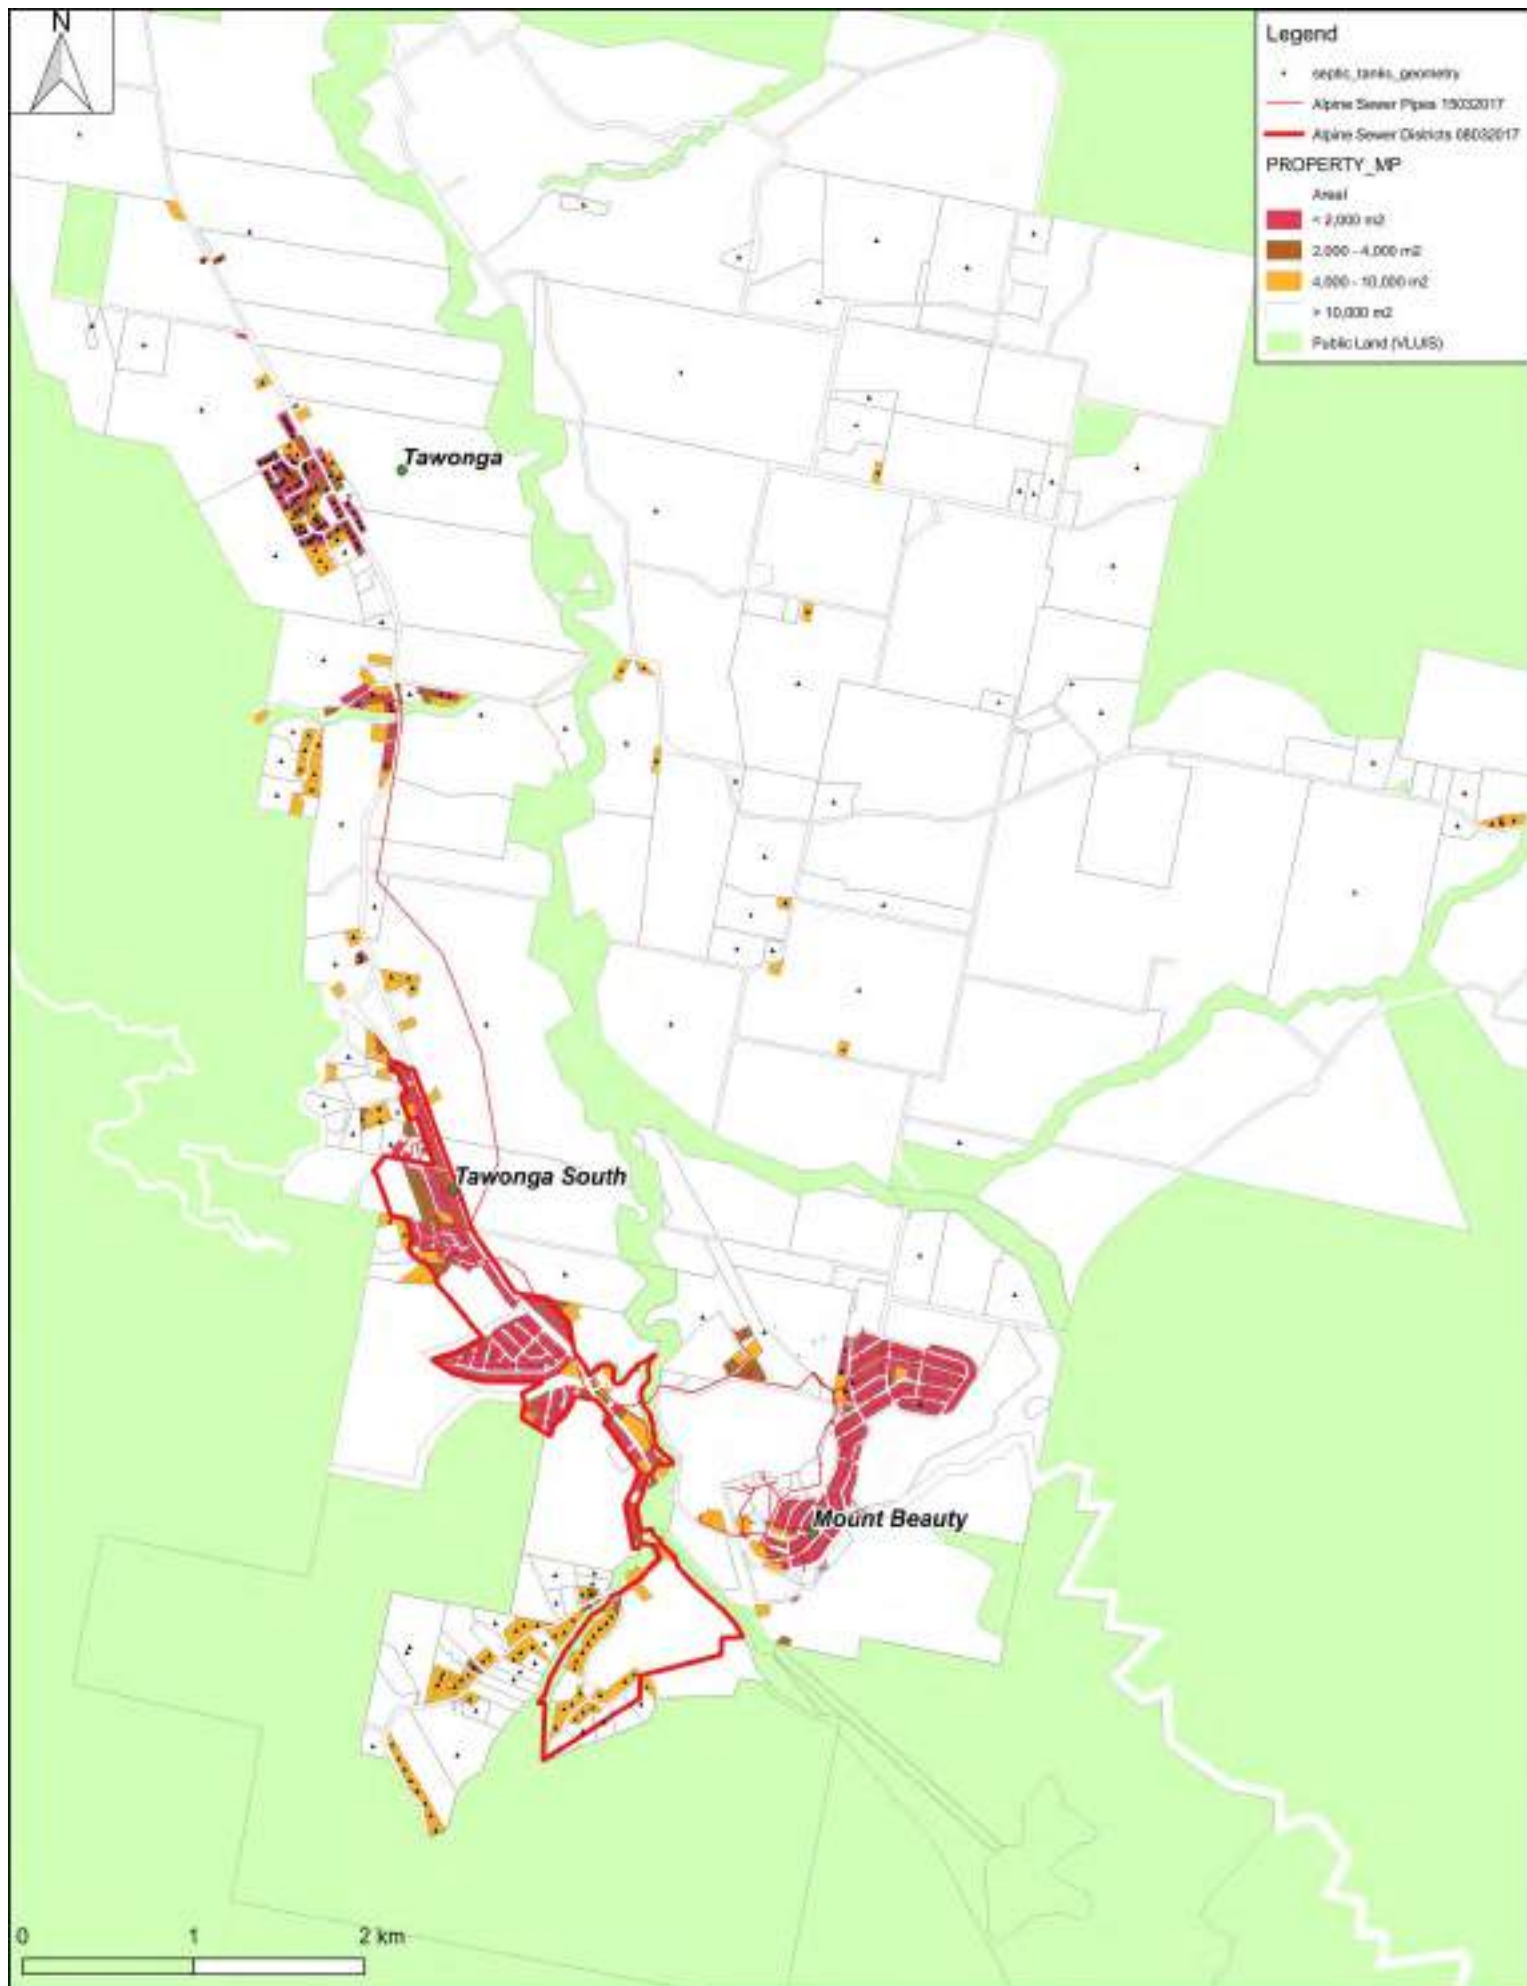 N
Legend
septic_tanks_geometry
Alpine Sewer Pipes 15032017
Alpine Sewer Districts 08032017
PROPERTY_MP
Area1
< 2,000 m2
2,000 - 4,000 m2
4,000 - 10,000 m2
> 10,000 m2
Public Land (VLUIS)
Tawonga
Tawonga South
Mount Beauty
0 1 2 km